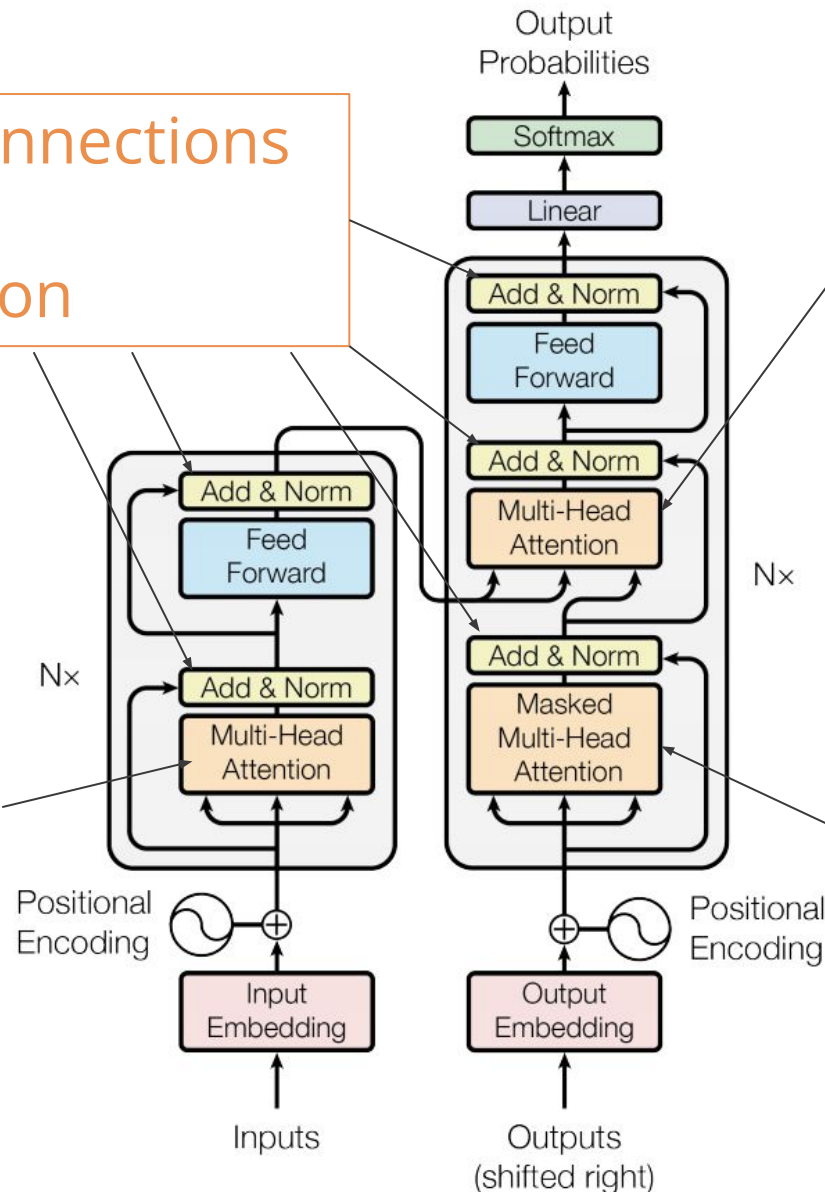 Output
Probabilities
nnections
on
Softmax
Linear
Add & Norm
Feed
Forward
Add & Norm
Multi-Head
Attention
Nx
Add & Norm
Masked
Multi-Head
Attention
Add & Norm
Feed
Forward
Nx
Add & Norm
Multi-Head
Attention
Positional
Encoding
Positional
Encoding
Input
Embedding
Output
Embedding
Inputs
Outputs
(shifted right)